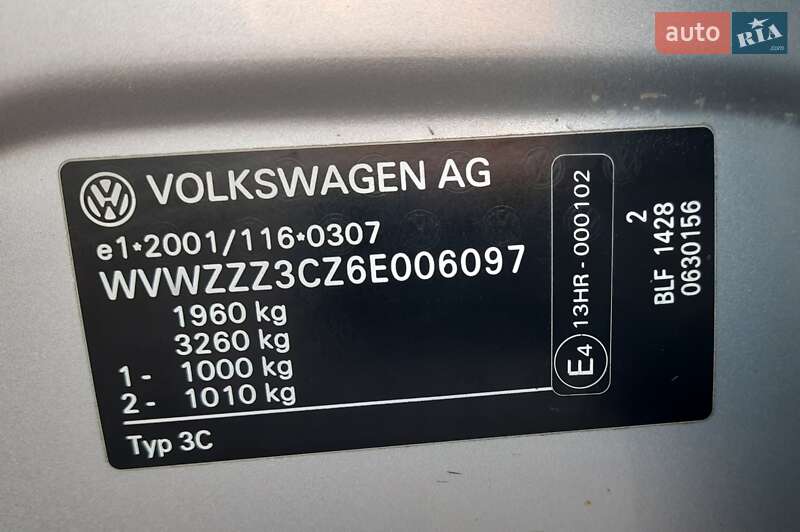 auto RIA.com
VOLKSWAGEN AG
e1*2001/116*0307
WVWZZZ3CZ6E006097
1960 kg
3260 kg
1 - 1000 kg
2 - 1010 kg
Typ 3C
E4 13HR - 000102
2
BLF 1428
0630156